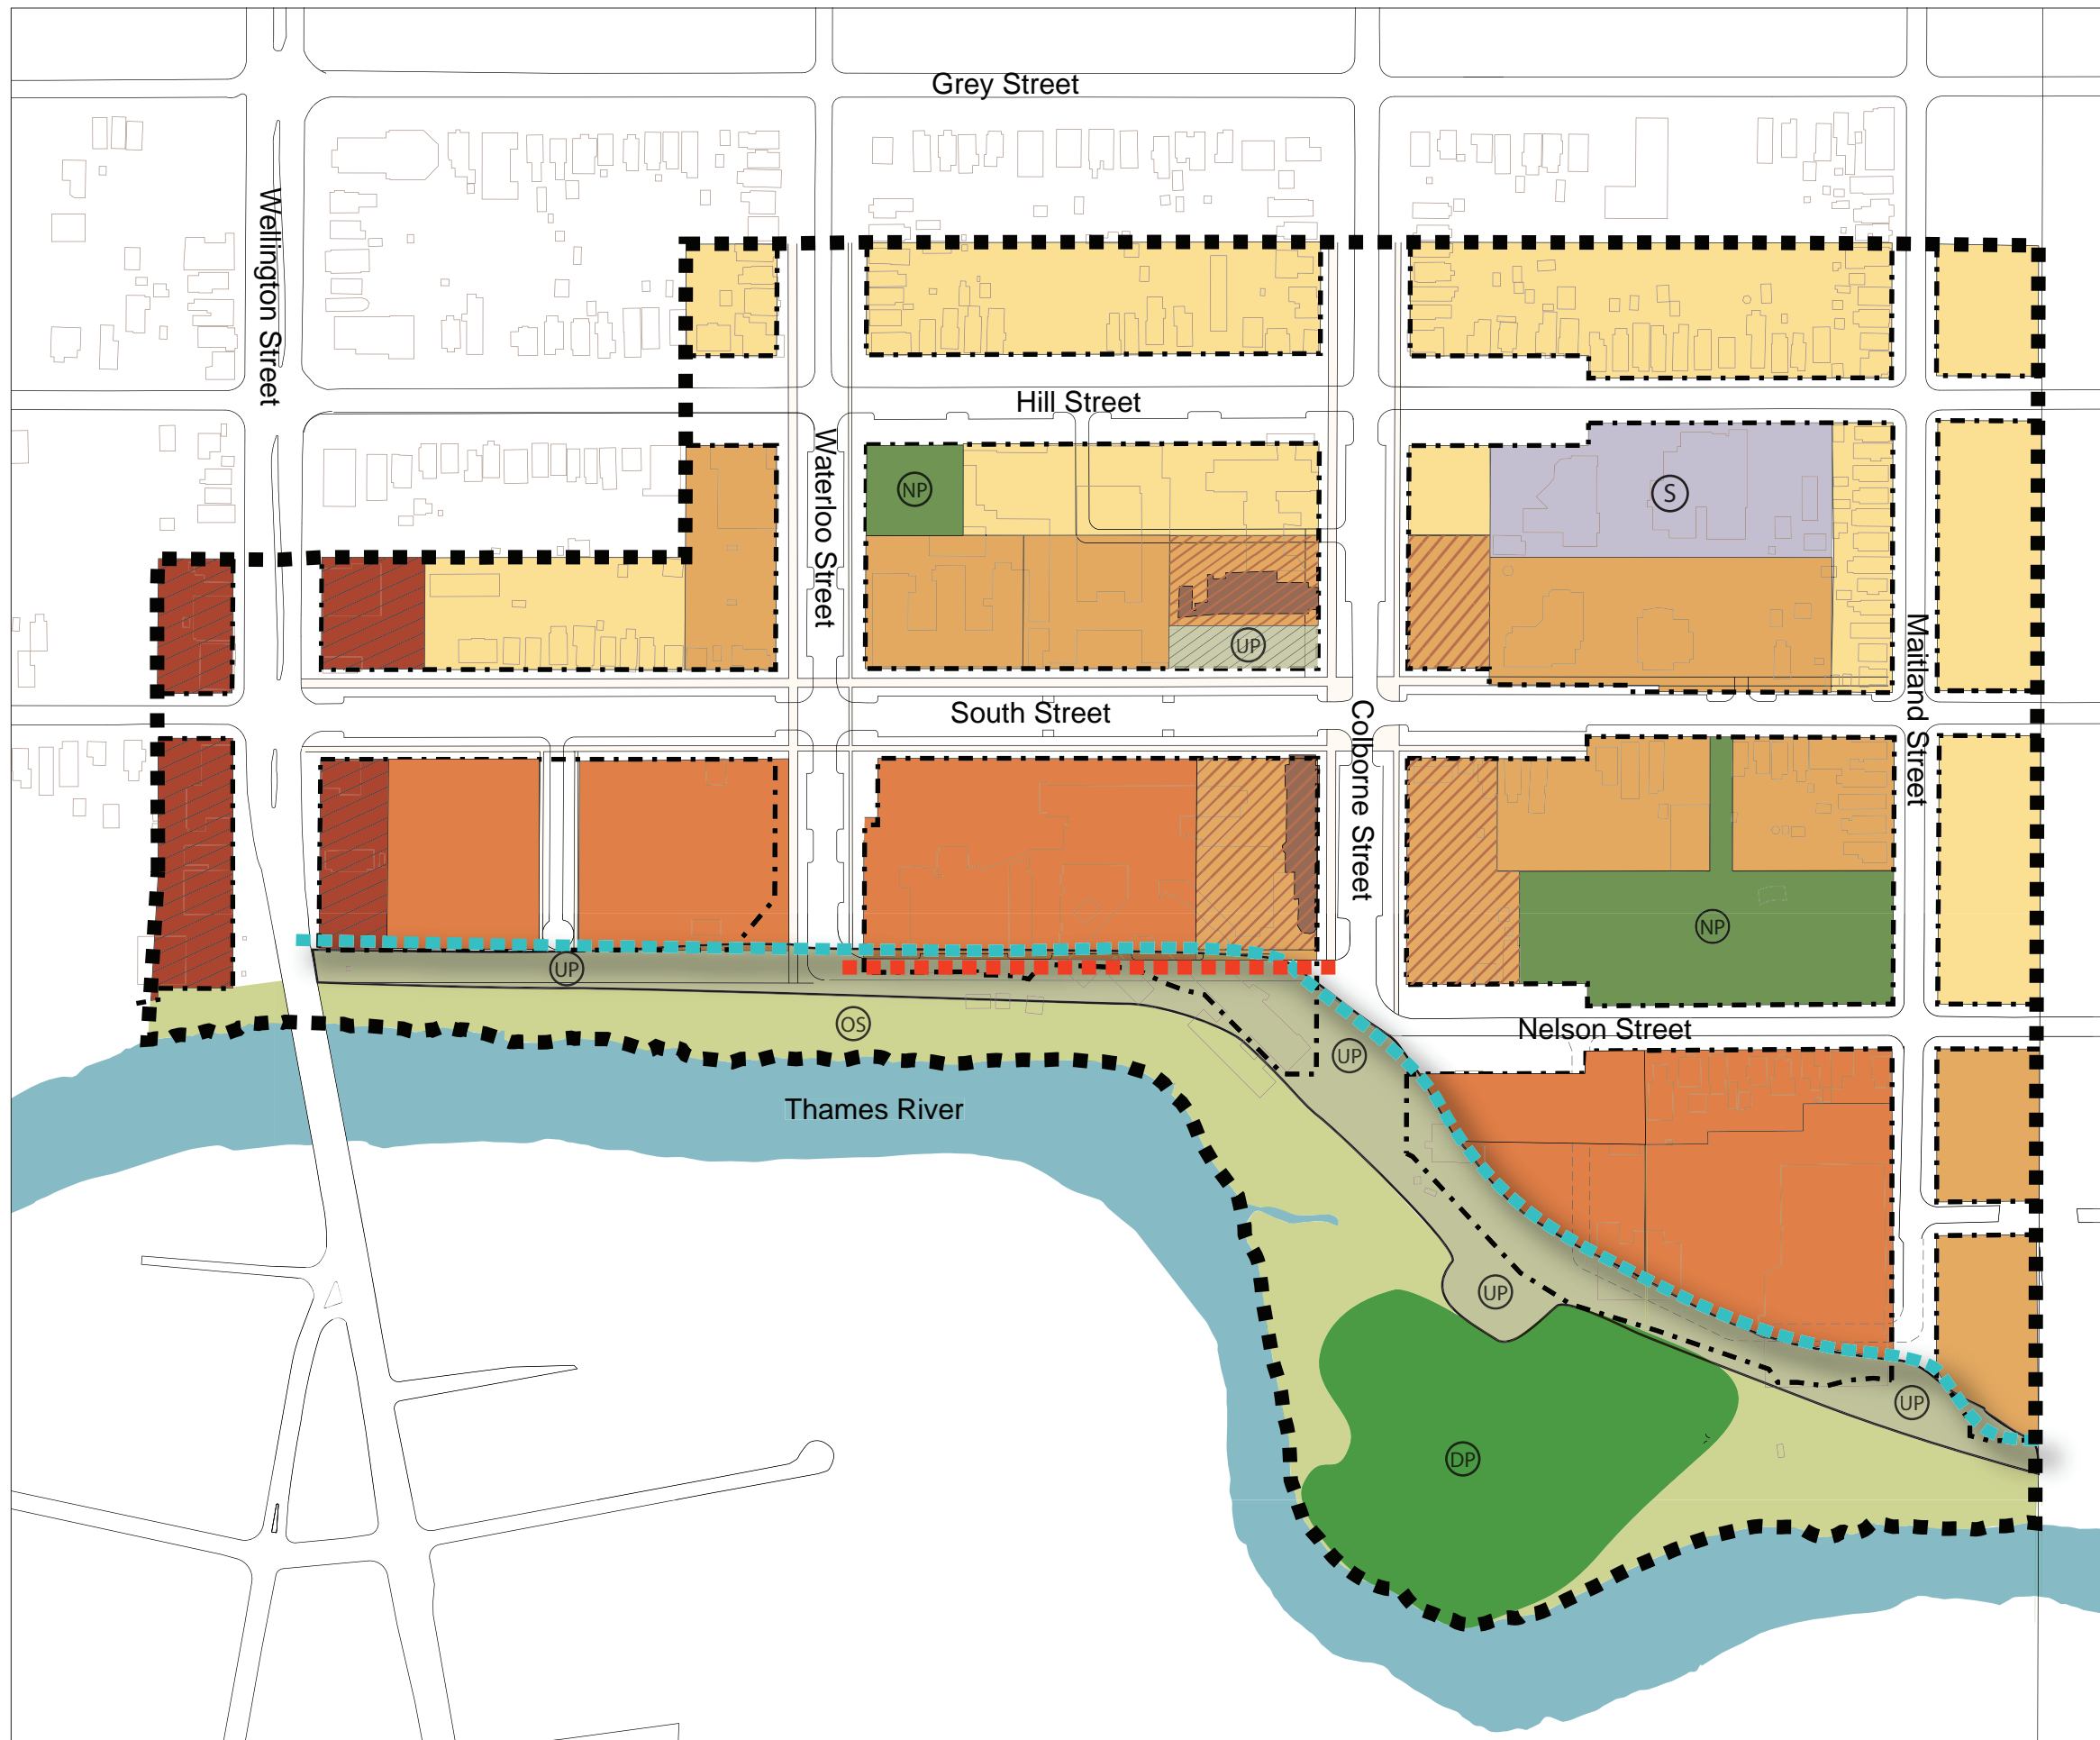 Grey Street
Wellington Street
Hill Street
Waterloo Street
NP
S
UP
Maitland Street
South Street
Colborne Street
NP
UP
OS
Nelson Street
UP
Thames River
UP
UP
DP